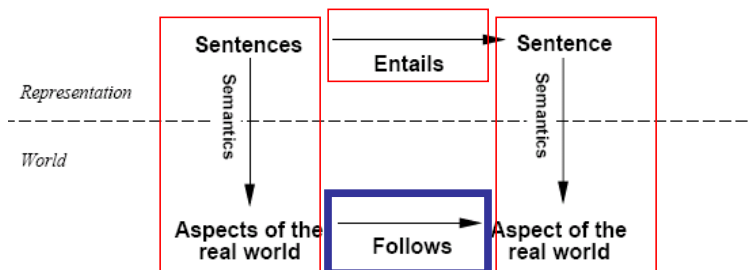 Sentences
Entails
Sentence
Semantics
Semantics
Representation
World
Aspects of the
real world
Follows
Aspect of the
real world